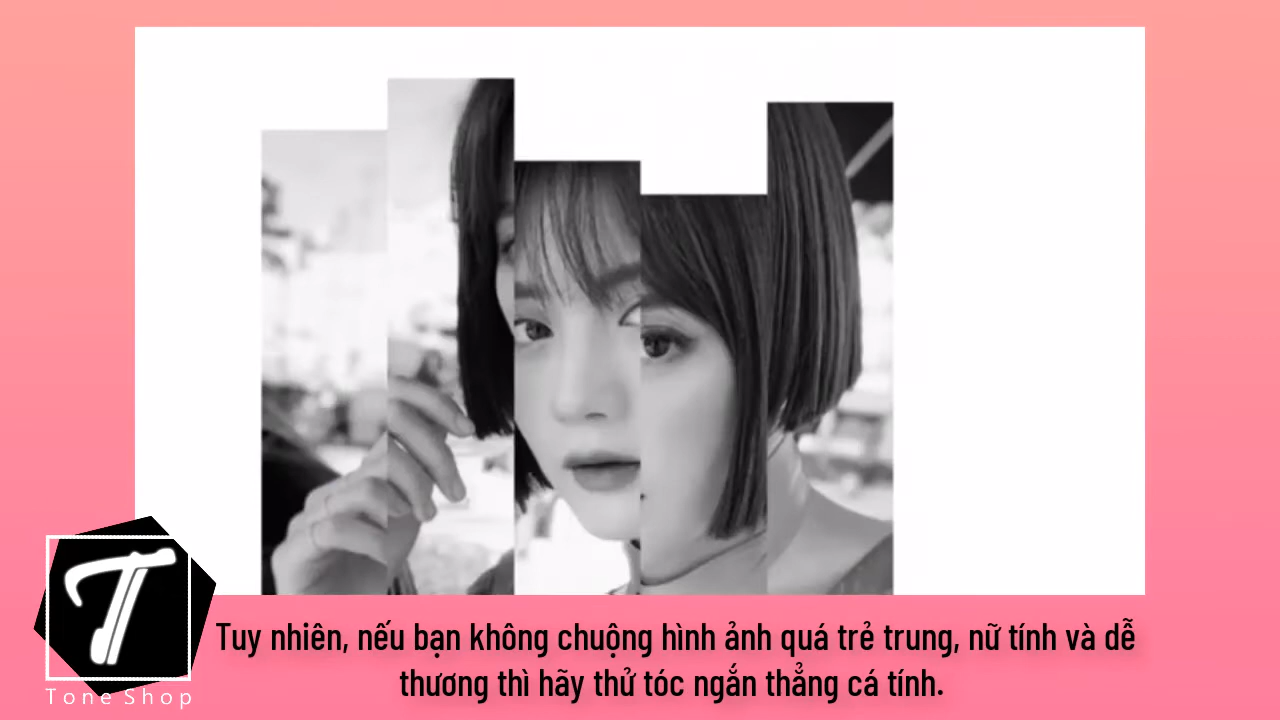 T
Tone Shop
Tuy nhiên, nếu bạn không chuộng hình ảnh quá trẻ trung, nữ tính và dễ
thương thì hãy thử tóc ngắn thẳng cá tính.